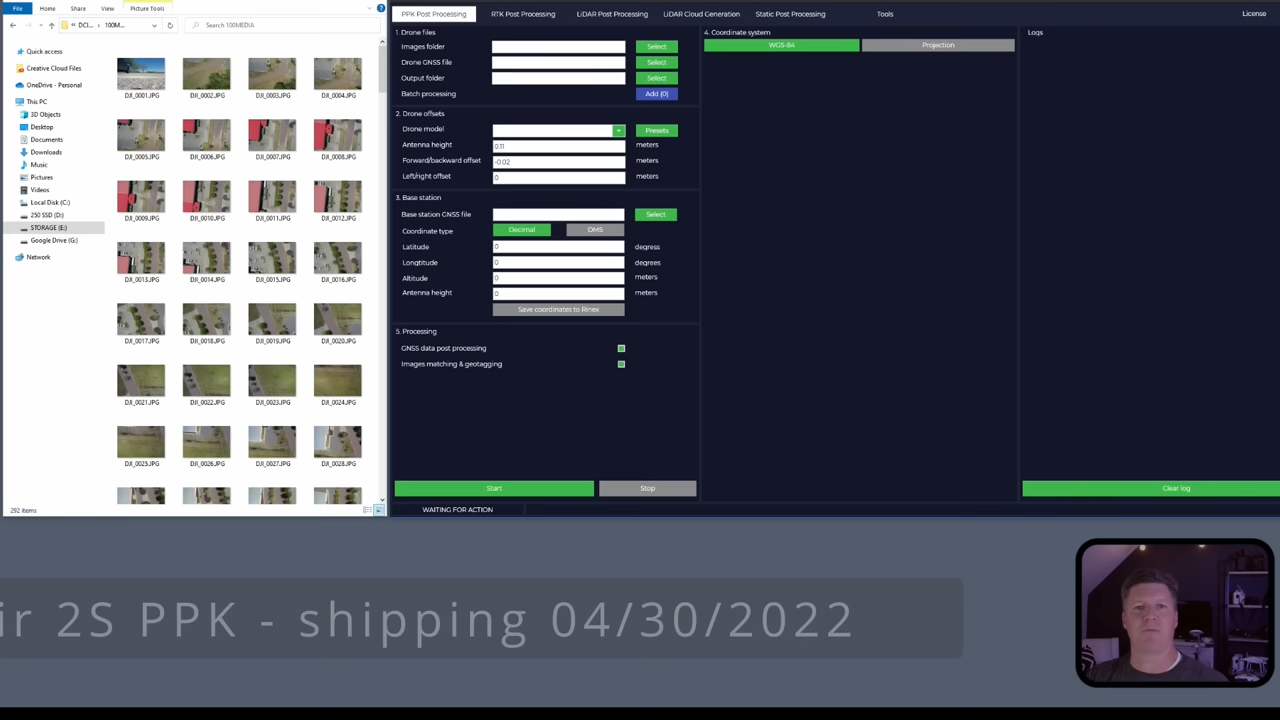 File
Home
Share
View
Picture Tools
DCI...
100M...
Search 100MEDIA
Quick access
Creative Cloud Files
OneDrive - Personal
This PC
3D Objects
Desktop
Documents
Downloads
Music
Pictures
Videos
Local Disk (C:)
250 SSD (D:)
STORAGE (E:)
Google Drive (G:)
Network
DJI_0001.JPG
DJI_0002.JPG
DJI_0003.JPG
DJI_0004.JPG
DJI_0005.JPG
DJI_0006.JPG
DJI_0007.JPG
DJI_0008.JPG
DJI_0009.JPG
DJI_0010.JPG
DJI_0011.JPG
DJI_0012.JPG
DJI_0013.JPG
DJI_0014.JPG
DJI_0015.JPG
DJI_0016.JPG
DJI_0017.JPG
DJI_0018.JPG
DJI_0019.JPG
DJI_0020.JPG
DJI_0021.JPG
DJI_0022.JPG
DJI_0023.JPG
DJI_0024.JPG
DJI_0025.JPG
DJI_0026.JPG
DJI_0027.JPG
DJI_0028.JPG
292 items
PPK Post Processing
RTK Post Processing
LiDAR Post Processing
LiDAR Cloud Generation
Static Post Processing
Tools
License
1. Drone files
Images folder
Select
Drone GNSS file
Select
Output folder
Select
Batch processing
Add (0)
2. Drone offsets
Drone model
Presets
Antenna height
0.11
meters
Forward/backward offset
-0.02
meters
Left/right offset
0
meters
3. Base station
Base station GNSS file
Select
Coordinate type
Decimal
DMS
Latitude
0
degrees
Longtitude
0
degrees
Altitude
0
meters
Antenna height
0
meters
Save coordinates to Rinex
5. Processing
GNSS data post processing
Images matching & geotagging
Start
Stop
WAITING FOR ACTION
4. Coordinate system
WGS-84
Projection
Logs
Clear log
ir 2S PPK - shipping 04/30/2022